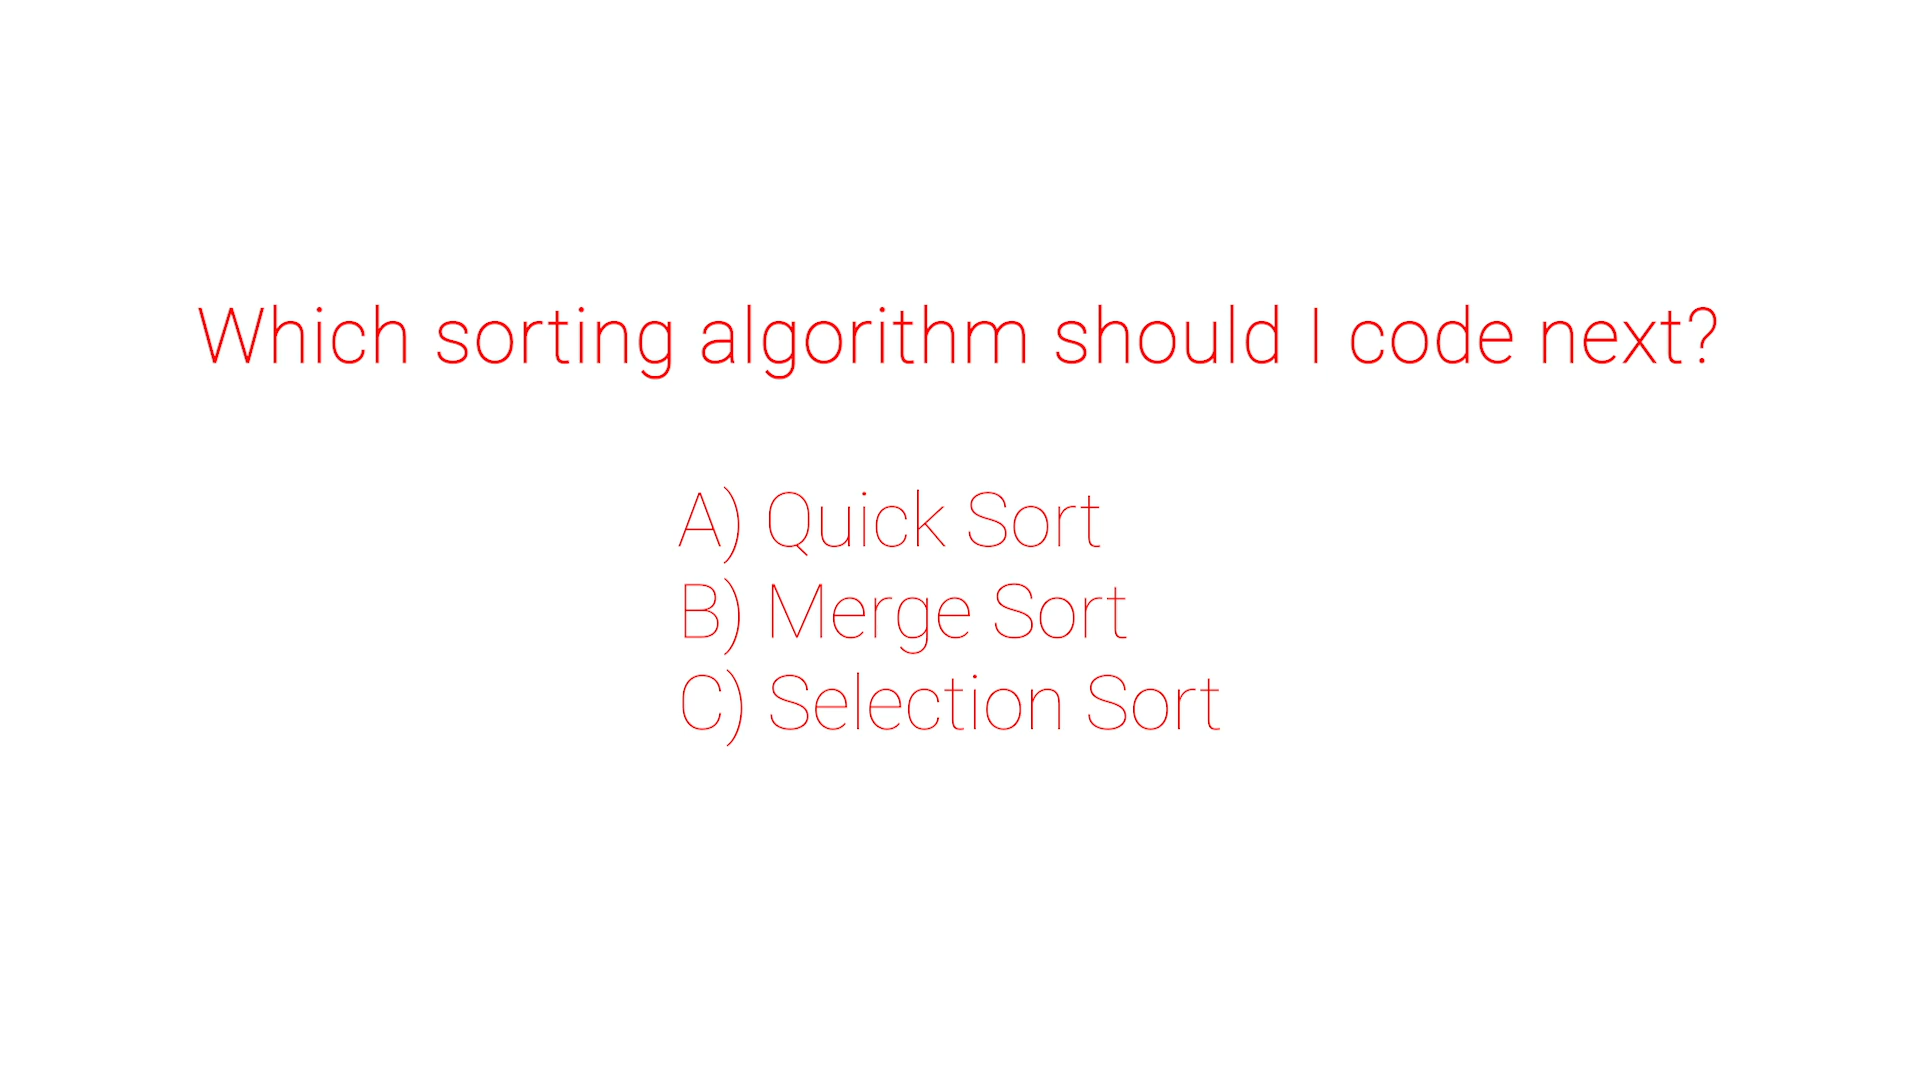 Which sorting algorithm should I code next?
A) Quick Sort
B) Merge Sort
C) Selection Sort